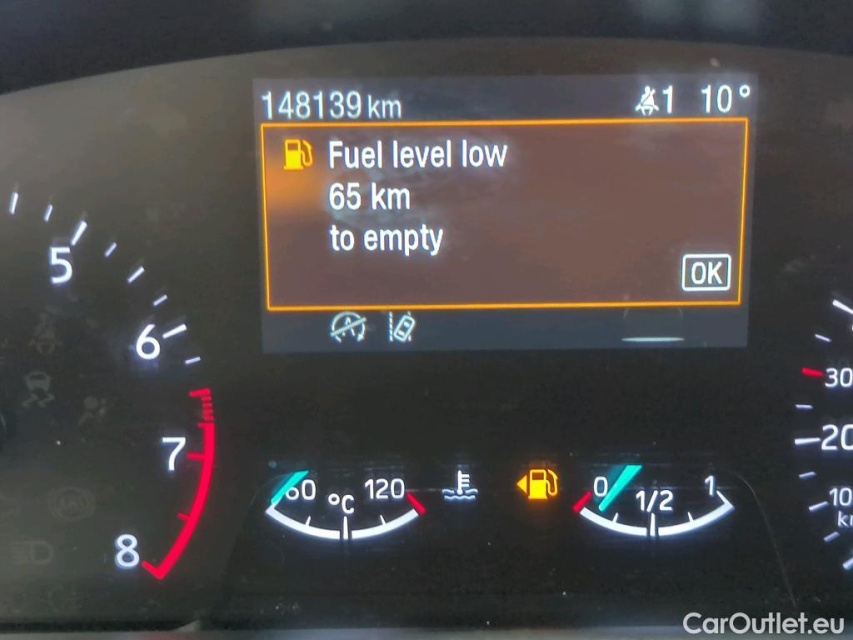 148139 km 1 10°
Fuel level low
65 km
to empty
OK
5
6
7
8
60 °C 120
0 1/2 1
30
20
10
CarOutlet.eu